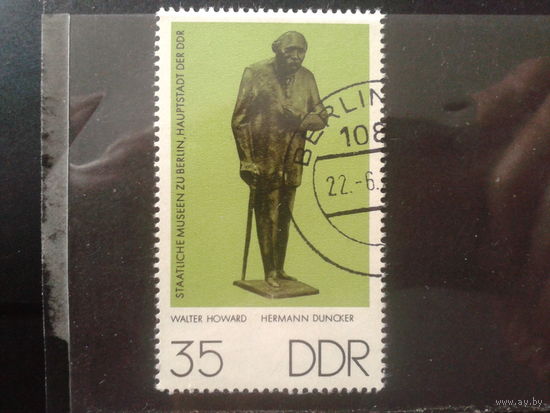 STAATLICHE MUSEEN ZU BERLIN, HAUPTSTADT DER DDR
BERLIN
108
22.-6.
WALTER HOWARD HERMANN DUNCKER
35 DDR
www.ay.by